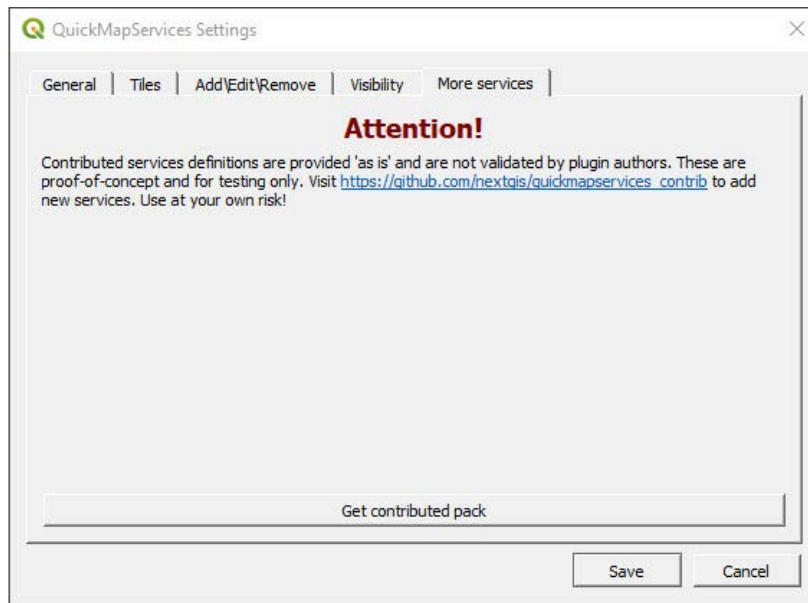 QuickMapServices Settings
General Tiles Add\Edit\Remove Visibility More services
Attention!
Contributed services definitions are provided 'as is' and are not validated by plugin authors. These are
proof-of-concept and for testing only. Visit https://github.com/nextgis/quickmapservices_contrib to add
new services. Use at your own risk!
Get contributed pack
Save Cancel